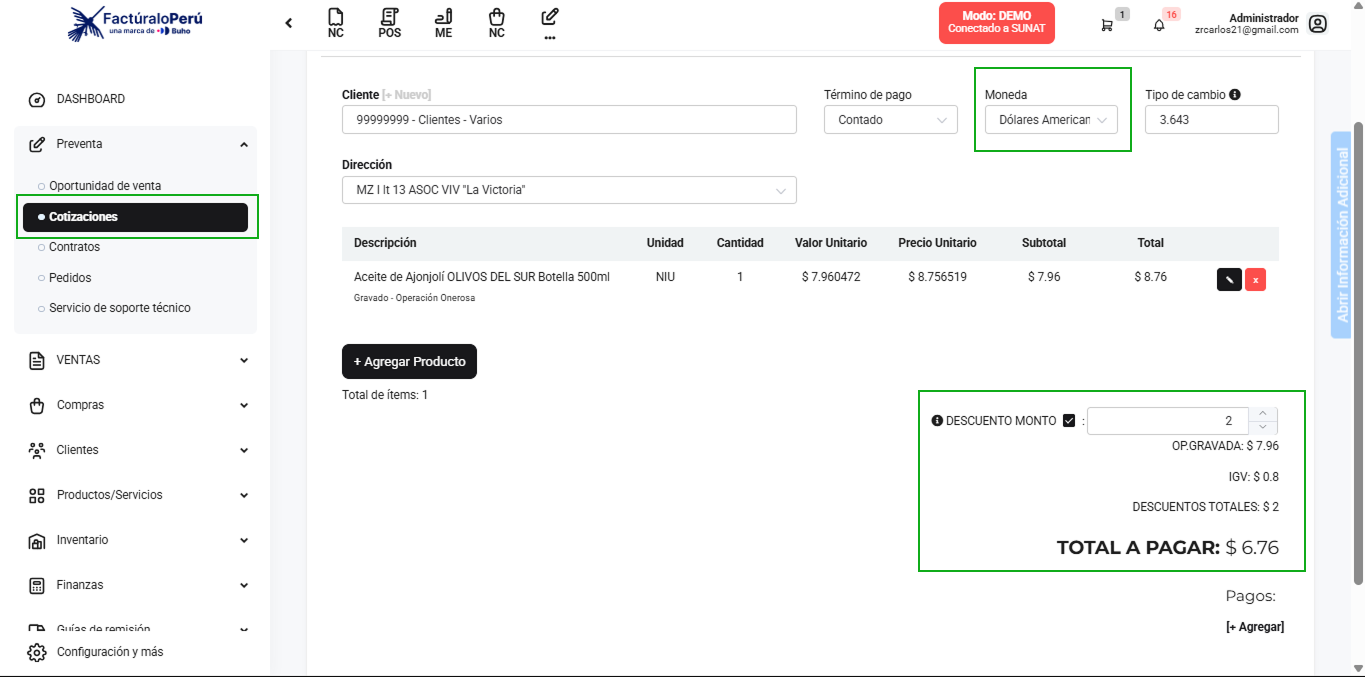 FactúraloPerú
una marca de Buho
NC
POS
ME
NC
Modo: DEMO
Conectado a SUNAT
1
16
Administrador
zrcarlos21@gmail.com
DASHBOARD
Preventa
Oportunidad de venta
Cotizaciones
Contratos
Pedidos
Servicio de soporte técnico
VENTAS
Compras
Clientes
Productos/Servicios
Inventario
Finanzas
Guías de remisión
Configuración y más
Cliente [+ Nuevo]
99999999 - Clientes - Varios
Término de pago
Contado
Moneda
Dólares American
Tipo de cambio
3.643
Dirección
MZ I lt 13 ASOC VIV "La Victoria"
Descripción Unidad Cantidad Valor Unitario Precio Unitario Subtotal Total
Aceite de Ajonjolí OLIVOS DEL SUR Botella 500ml NIU 1 $ 7.960472 $ 8.756519 $ 7.96 $ 8.76
Gravado - Operación Onerosa
x
+ Agregar Producto
Total de ítems: 1
DESCUENTO MONTO : 2
OP.GRAVADA: $ 7.96
IGV: $ 0.8
DESCUENTOS TOTALES: $ 2
TOTAL A PAGAR: $ 6.76
Pagos:
[+ Agregar]
Abrir Información Adicional